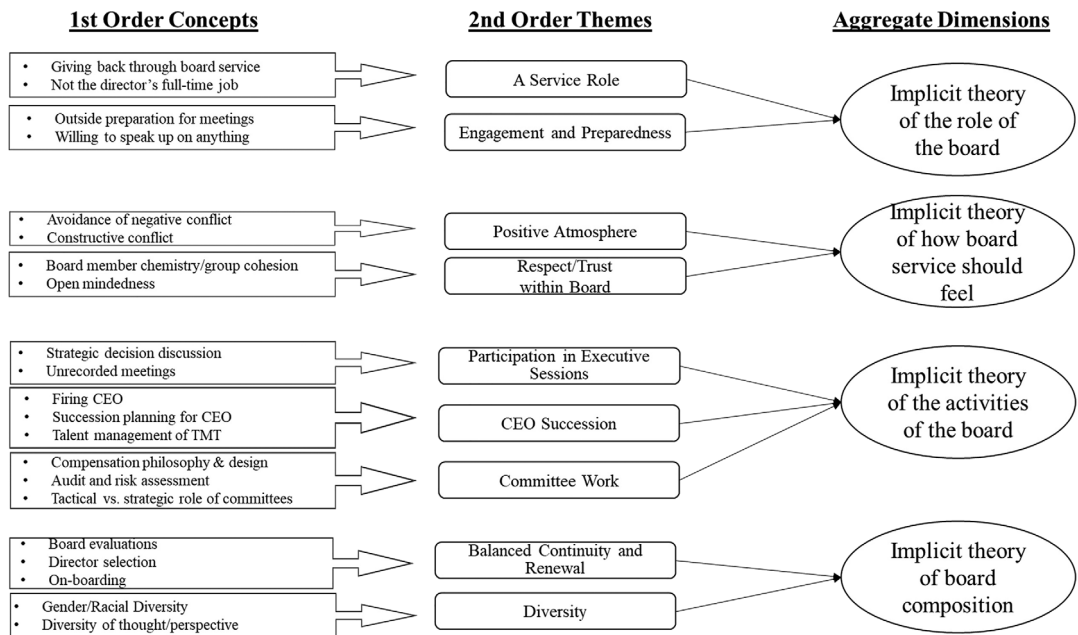 1st Order Concepts
2nd Order Themes
Aggregate Dimensions
• Giving back through board service
• Not the director's full-time job
A Service Role
• Outside preparation for meetings
• Willing to speak up on anything
Engagement and Preparedness
Implicit theory
of the role of
the board
• Avoidance of negative conflict
• Constructive conflict
Positive Atmosphere
• Board member chemistry/group cohesion
• Open mindedness
Respect/Trust
within Board
Implicit theory
of how board
service should
feel
• Strategic decision discussion
• Unrecorded meetings
Participation in Executive
Sessions
• Firing CEO
• Succession planning for CEO
• Talent management of TMT
CEO Succession
• Compensation philosophy & design
• Audit and risk assessment
• Tactical vs. strategic role of committees
Committee Work
Implicit theory
of the activities
of the board
• Board evaluations
• Director selection
• On-boarding
Balanced Continuity and
Renewal
• Gender/Racial Diversity
• Diversity of thought/perspective
Diversity
Implicit theory
of board
composition